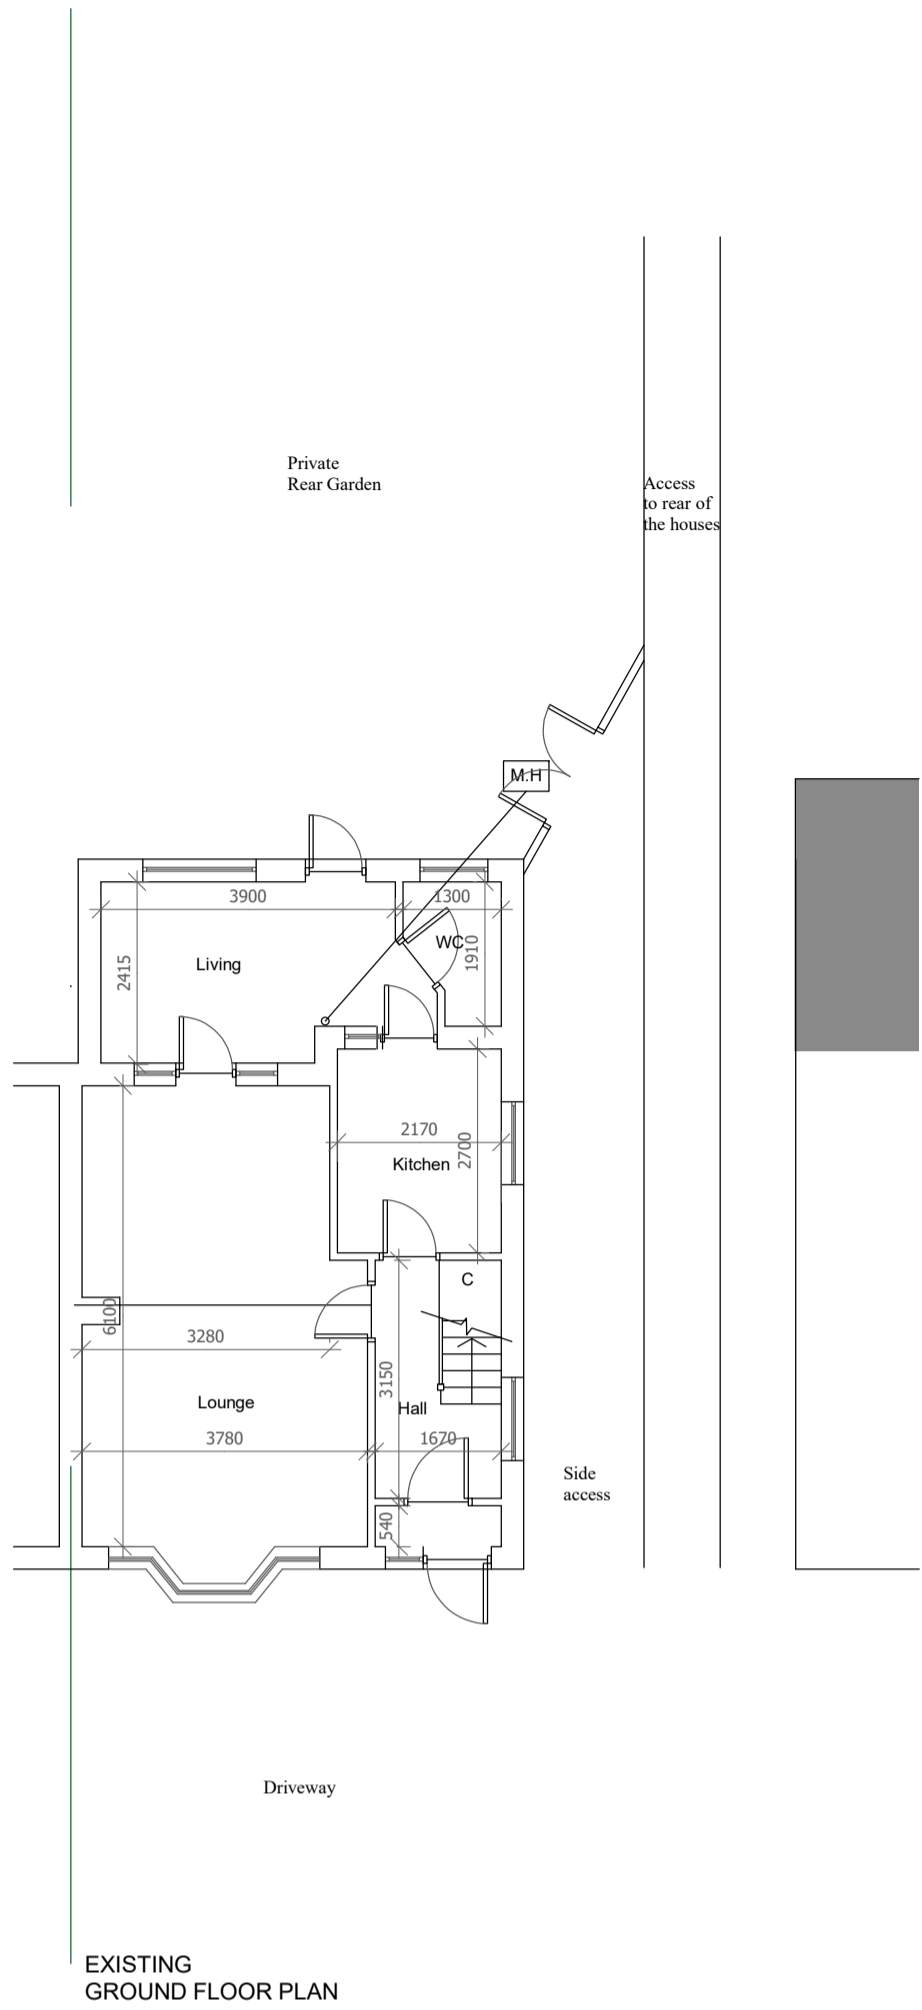 Private
Rear Garden
Access
to rear of
the houses
M.H
3900
1300
WC
1910
Living
2415
2170
2700
Kitchen
C
6100
3280
3150
Lounge
Hall
3780
1670
Side
access
540
Driveway
EXISTING
GROUND FLOOR PLAN